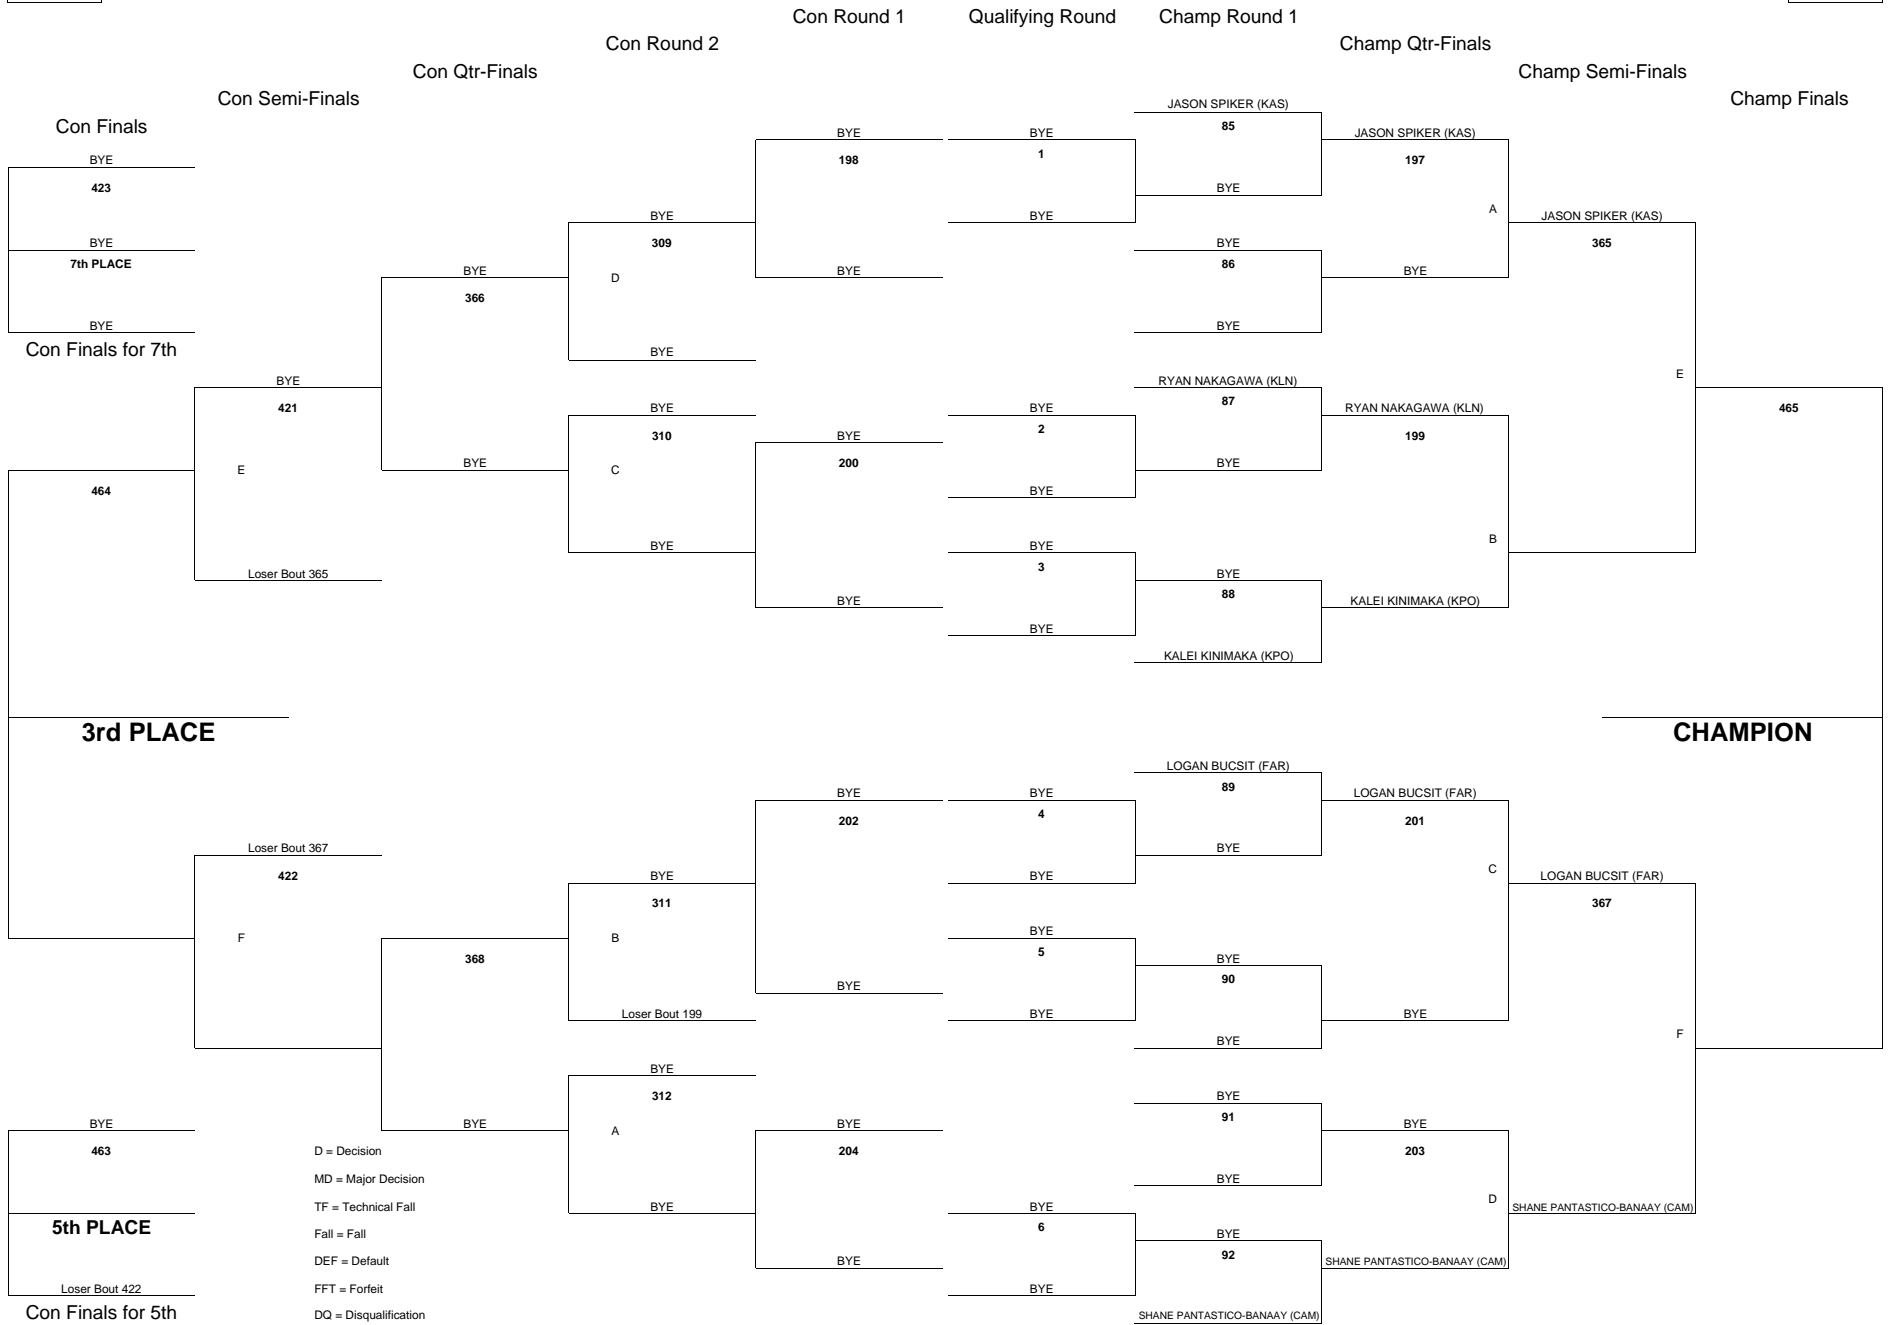 Con Round 1 Qualifying Round Champ Round 1
Con Round 2 Champ Qtr-Finals
Con Qtr-Finals Champ Semi-Finals
Con Semi-Finals Champ Finals
JASON SPIKER (KAS)
Con Finals 85
BYE BYE JASON SPIKER (KAS)
BYE 198 1 197
423 BYE
BYE BYE A JASON SPIKER (KAS)
BYE 309 BYE 365
7th PLACE BYE D BYE 86 BYE
366
BYE BYE
Con Finals for 7th BYE
BYE RYAN NAKAGAWA (KLN) E
421 BYE BYE 87 RYAN NAKAGAWA (KLN) 465
310 BYE 2 199
E BYE C 200 BYE
464 BYE
BYE BYE B
Loser Bout 365 3 BYE
BYE 88 KALEI KINIMAKA (KPO)
BYE
KALEI KINIMAKA (KPO)
3rd PLACE CHAMPION
LOGAN BUCSIT (FAR)
BYE BYE 89 LOGAN BUCSIT (FAR)
202 4 201
Loser Bout 367 BYE
422 BYE BYE C LOGAN BUCSIT (FAR)
311 367
F B BYE
368 5 BYE
BYE 90
Loser Bout 199 BYE BYE
BYE F
BYE
312 BYE
BYE BYE A BYE 91 BYE
463 D = Decision 204 203
MD = Major Decision BYE
TF = Technical Fall BYE BYE D SHANE PANTASTICO-BANAAY (CAM)
5th PLACE Fall = Fall 6 BYE
DEF = Default BYE 92 SHANE PANTASTICO-BANAAY (CAM)
Loser Bout 422 FFT = Forfeit BYE
Con Finals for 5th DQ = Disqualification SHANE PANTASTICO-BANAAY (CAM)